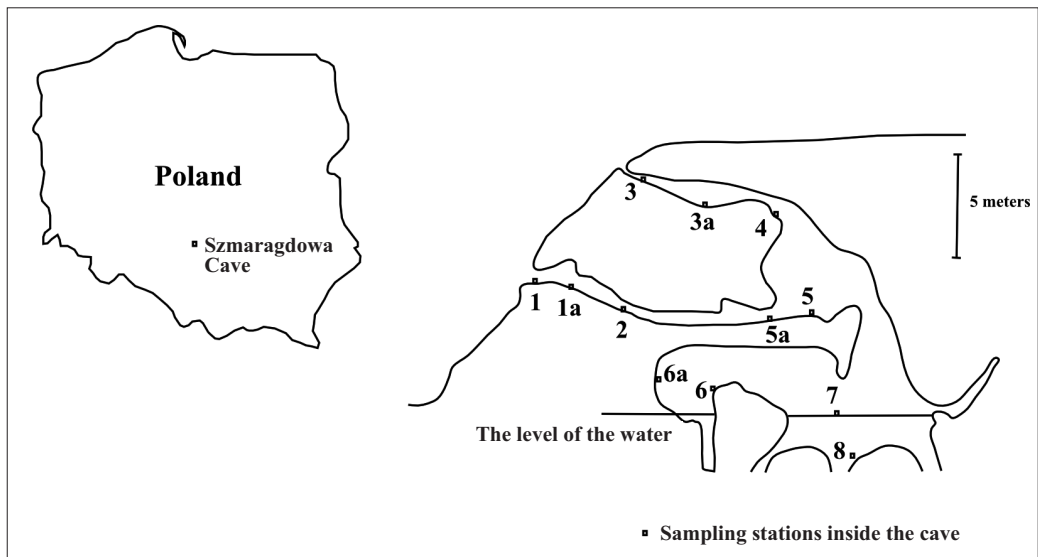 Poland
Szmaragdowa
Cave
3
3a
4
5 meters
1
1a
2
5
5a
6a
6
7
The level of the water
8
Sampling stations inside the cave